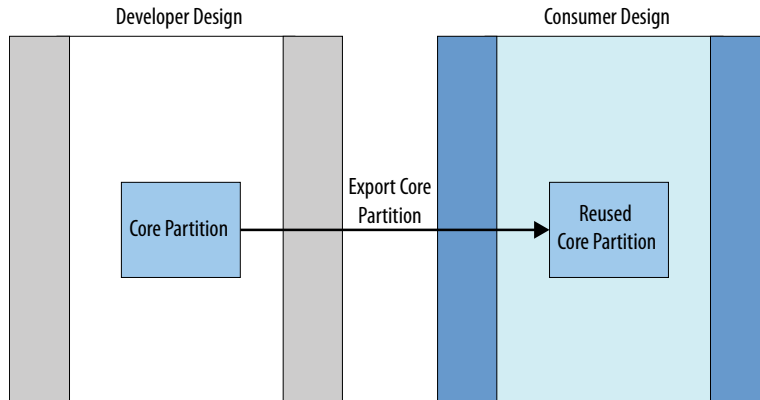 Developer Design
Consumer Design
Core Partition
Export Core
Partition
Reused
Core Partition